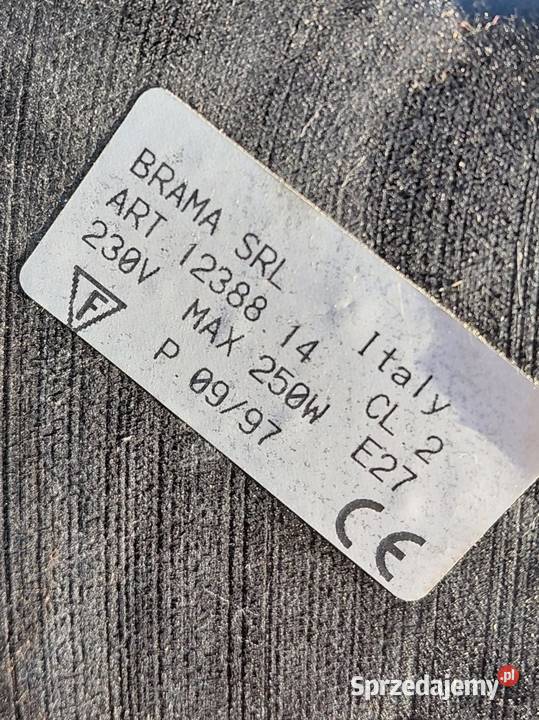 BRAMA SRL Italy
ART 12388 14 CL 2
230V MAX 250W E27
F P 09/97 CE
Sprzedajemy.pl